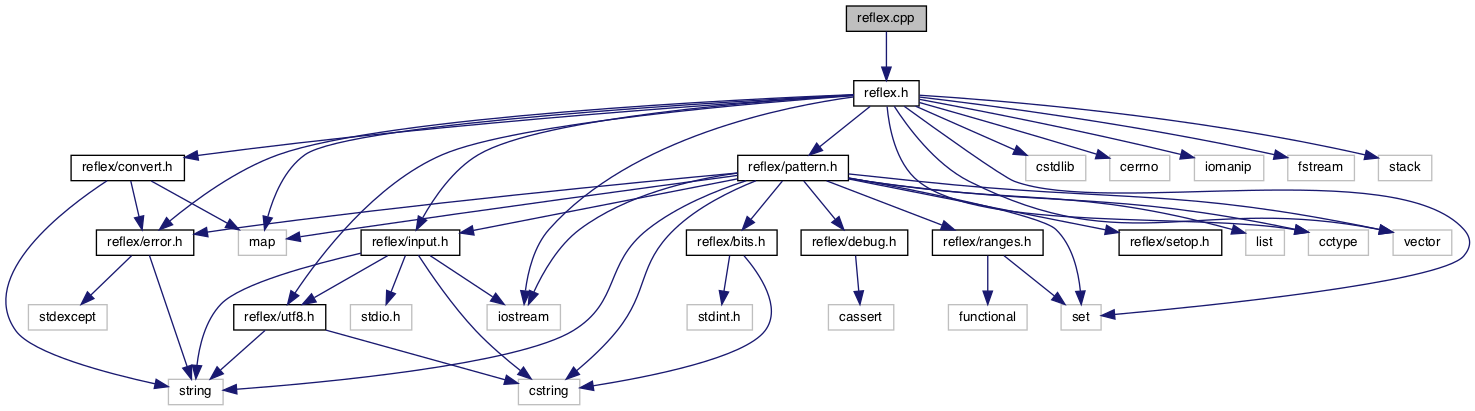 reflex.cpp
reflex.h
reflex/convert.h
reflex/pattern.h
cstdlib
cerrno
iomanip
fstream
stack
reflex/error.h
map
reflex/input.h
reflex/bits.h
reflex/debug.h
reflex/ranges.h
reflex/setop.h
list
cctype
vector
stdexcept
reflex/utf8.h
stdio.h
iostream
stdint.h
cassert
functional
set
string
cstring